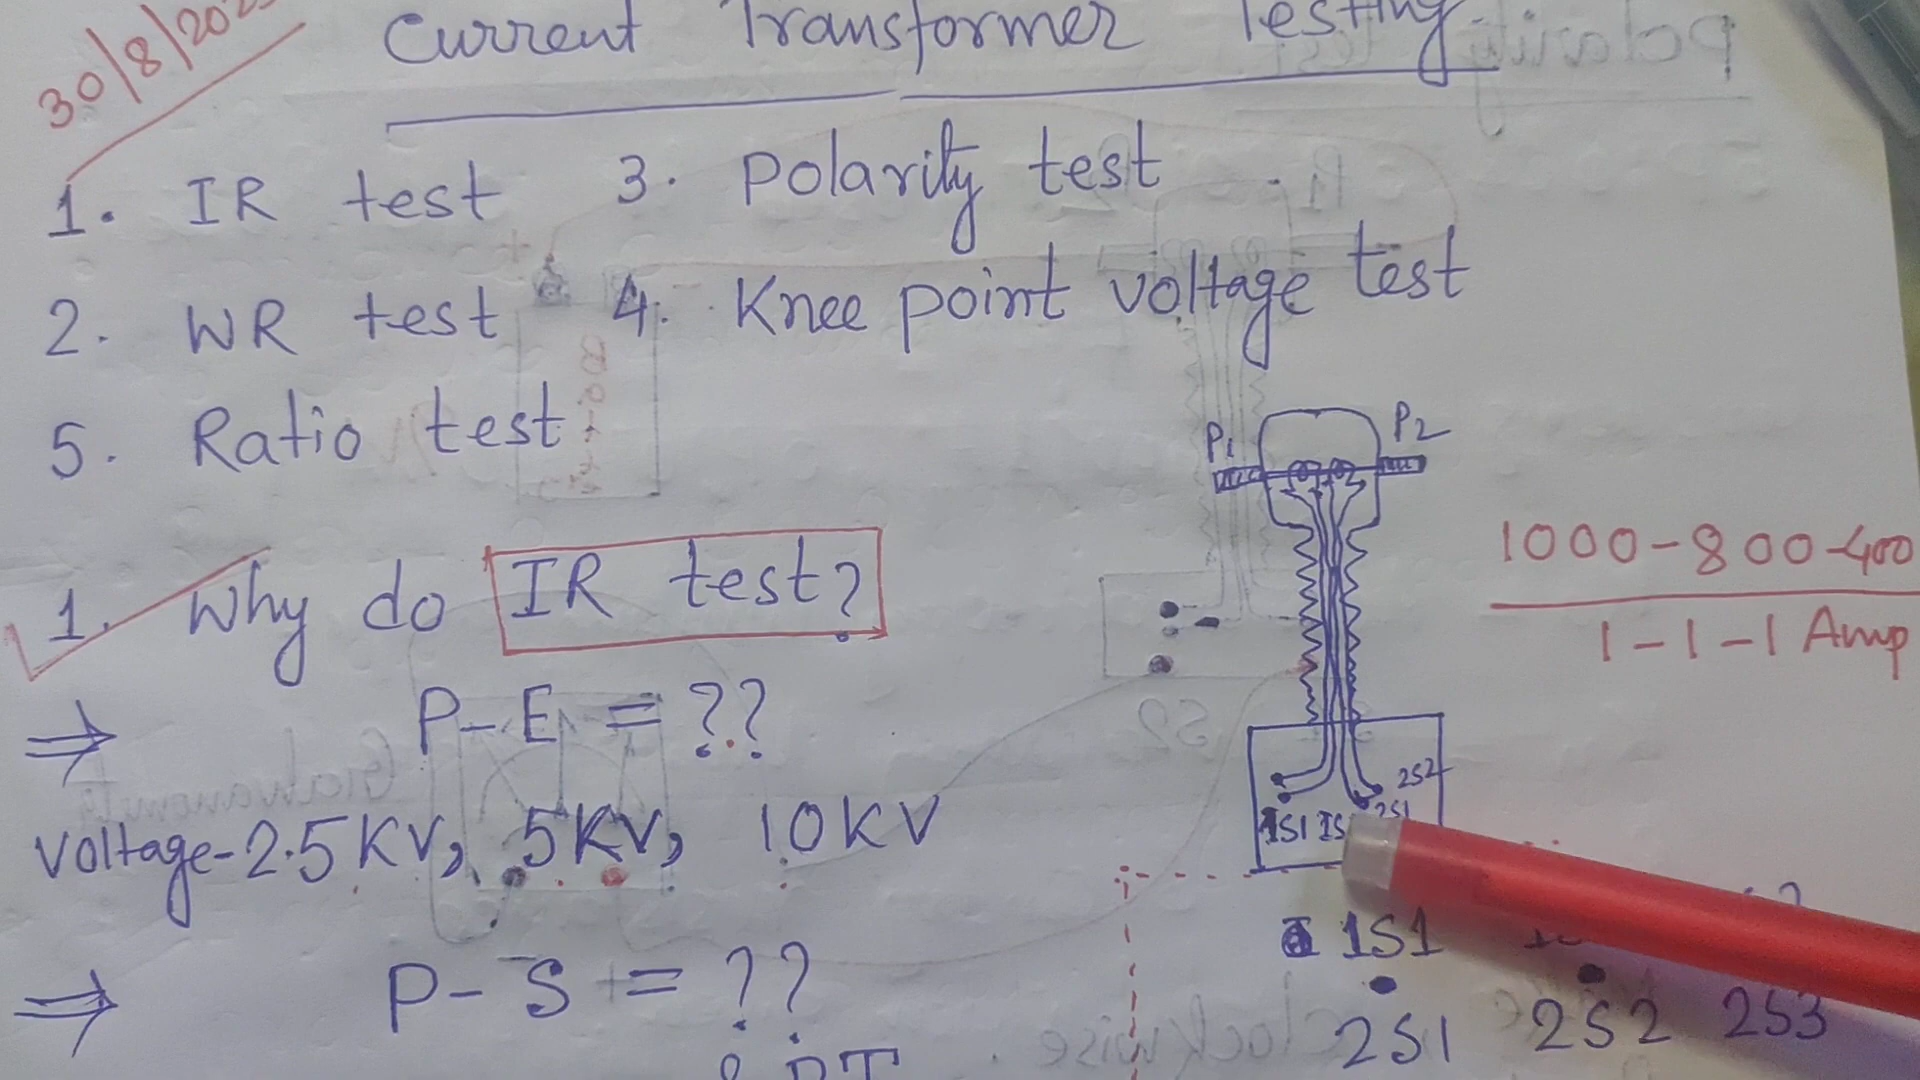 30/8/202
Current Transformer Testing
1. IR test
3. Polarity test
2. WR test
4. Knee point voltage test
5. Ratio test
P1
P2
1000-800-400
1-1-1 Amp
1. Why do IR test?
⇒ P-E = ??
Voltage-2.5KV, 5KV, 10KV
2S2
2S1
1S1
⇒ P-S = ??
1S1
2S1 2S2 2S3